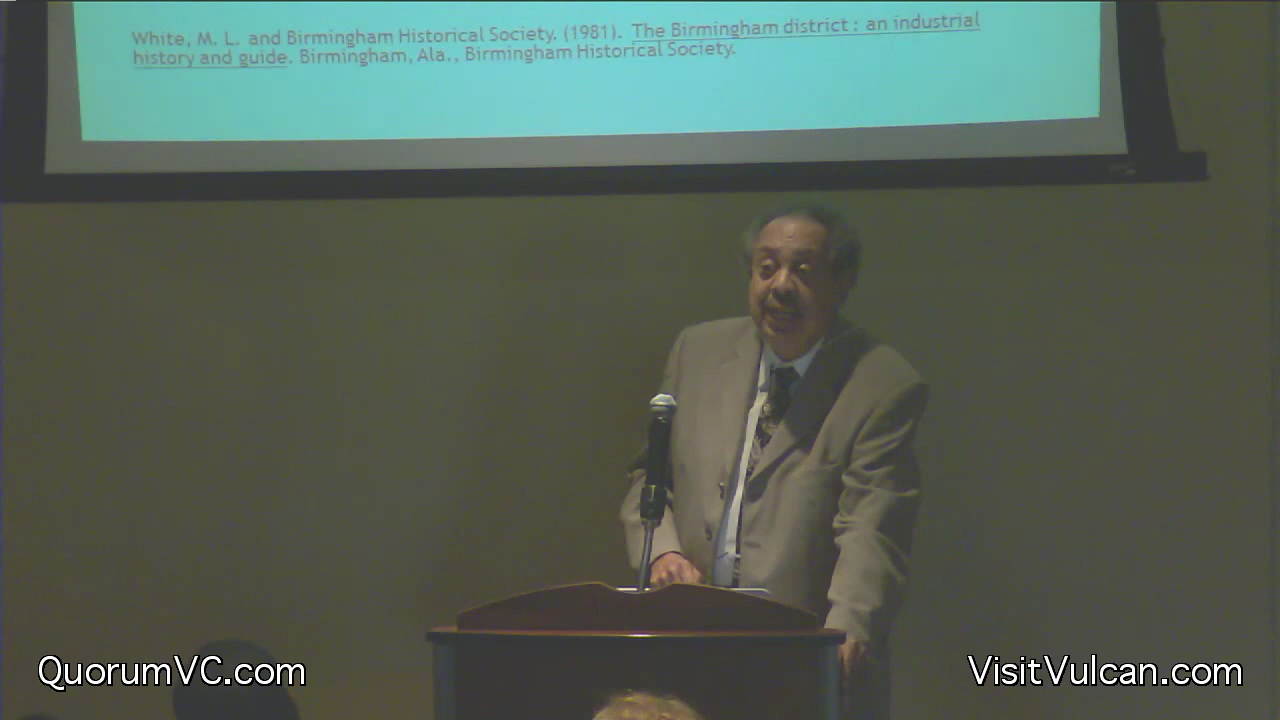 White, M. L. and Birmingham Historical Society. (1981). The Birmingham district : an industrial
history and guide. Birmingham, Ala., Birmingham Historical Society.
QuorumVC.com
VisitVulcan.com